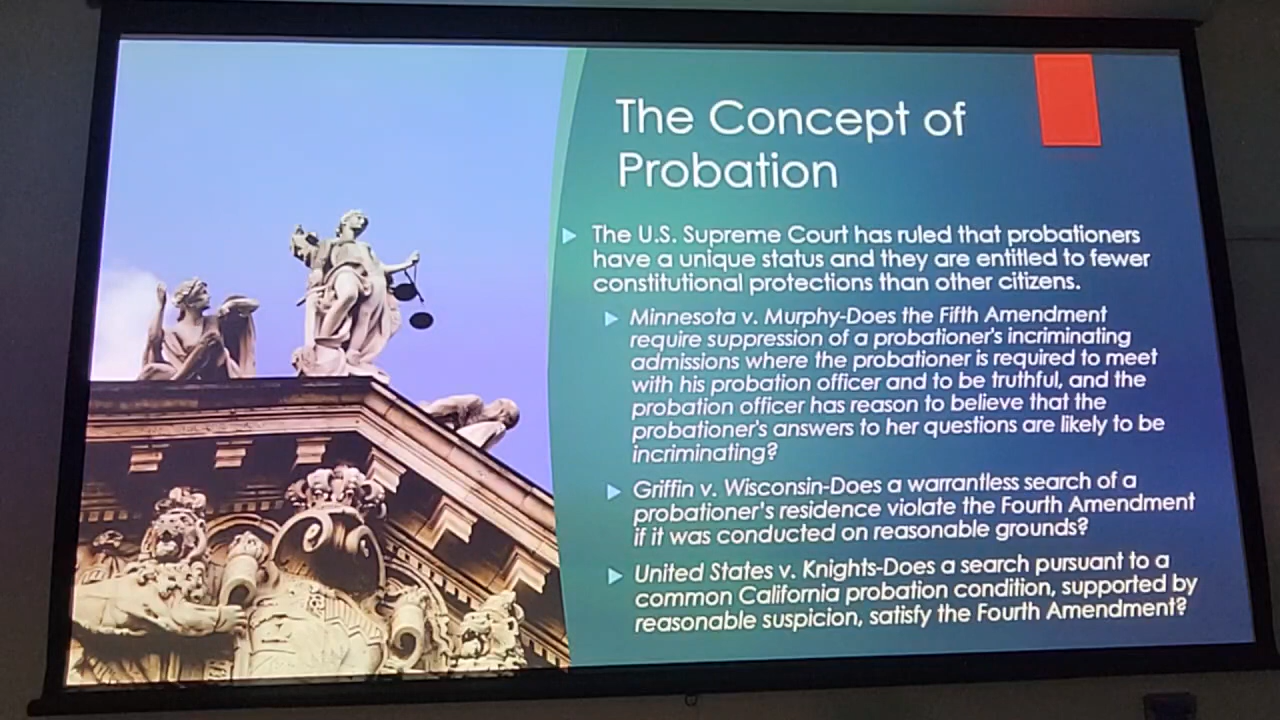 The Concept of
Probation
The U.S. Supreme Court has ruled that probationers
have a unique status and they are entitled to fewer
constitutional protections than other citizens.
Minnesota v. Murphy-Does the Fifth Amendment
require suppression of a probationer's incriminating
admissions where the probationer is required to meet
with his probation officer and to be truthful, and the
probation officer has reason to believe that the
probationer's answers to her questions are likely to be
incriminating?
Griffin v. Wisconsin-Does a warrantless search of a
probationer's residence violate the Fourth Amendment
if it was conducted on reasonable grounds?
United States v. Knights-Does a search pursuant to a
common California probation condition, supported by
reasonable suspicion, satisfy the Fourth Amendment?